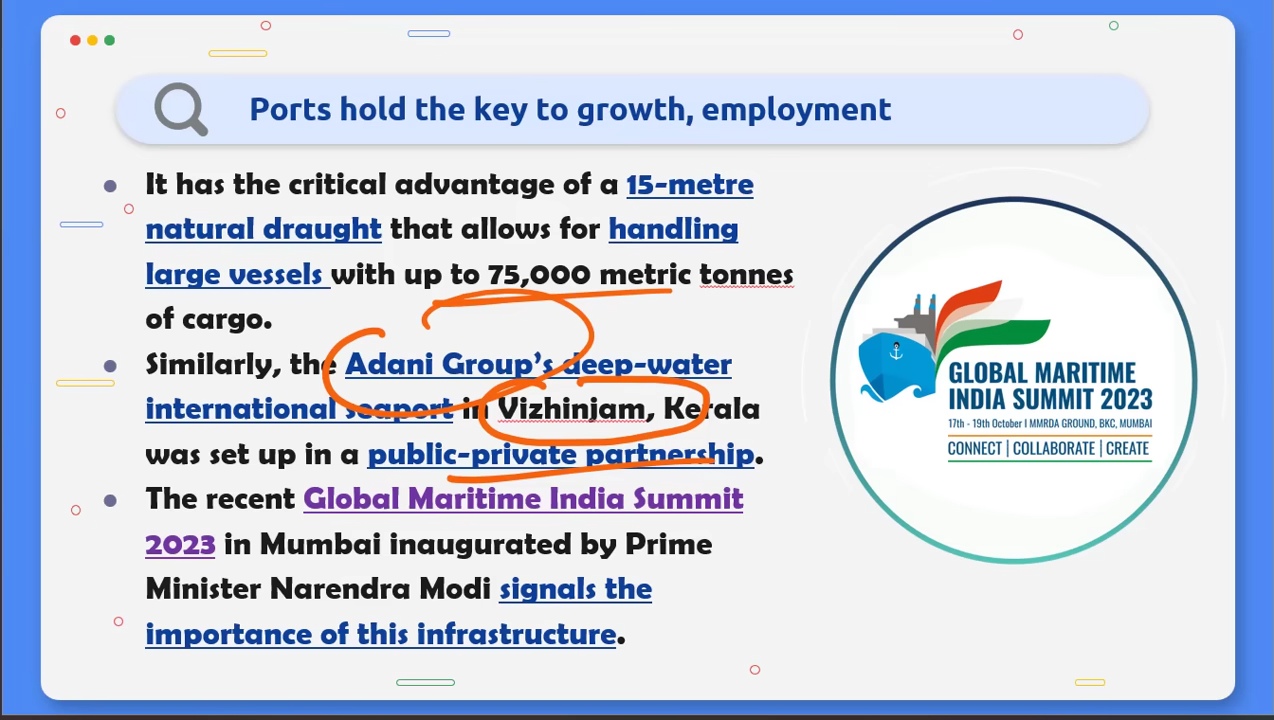 Ports hold the key to growth, employment
It has the critical advantage of a 15-metre
natural draught that allows for handling
large vessels with up to 75,000 metric tonnes
of cargo.
Similarly, the Adani Group's deep-water
international seaport in Vizhinjam, Kerala
was set up in a public-private partnership.
The recent Global Maritime India Summit
2023 in Mumbai inaugurated by Prime
Minister Narendra Modi signals the
importance of this infrastructure.
GLOBAL MARITIME
INDIA SUMMIT 2023
17th - 19th October I MMRDA GROUND, BKC, MUMBAI
CONNECT | COLLABORATE | CREATE